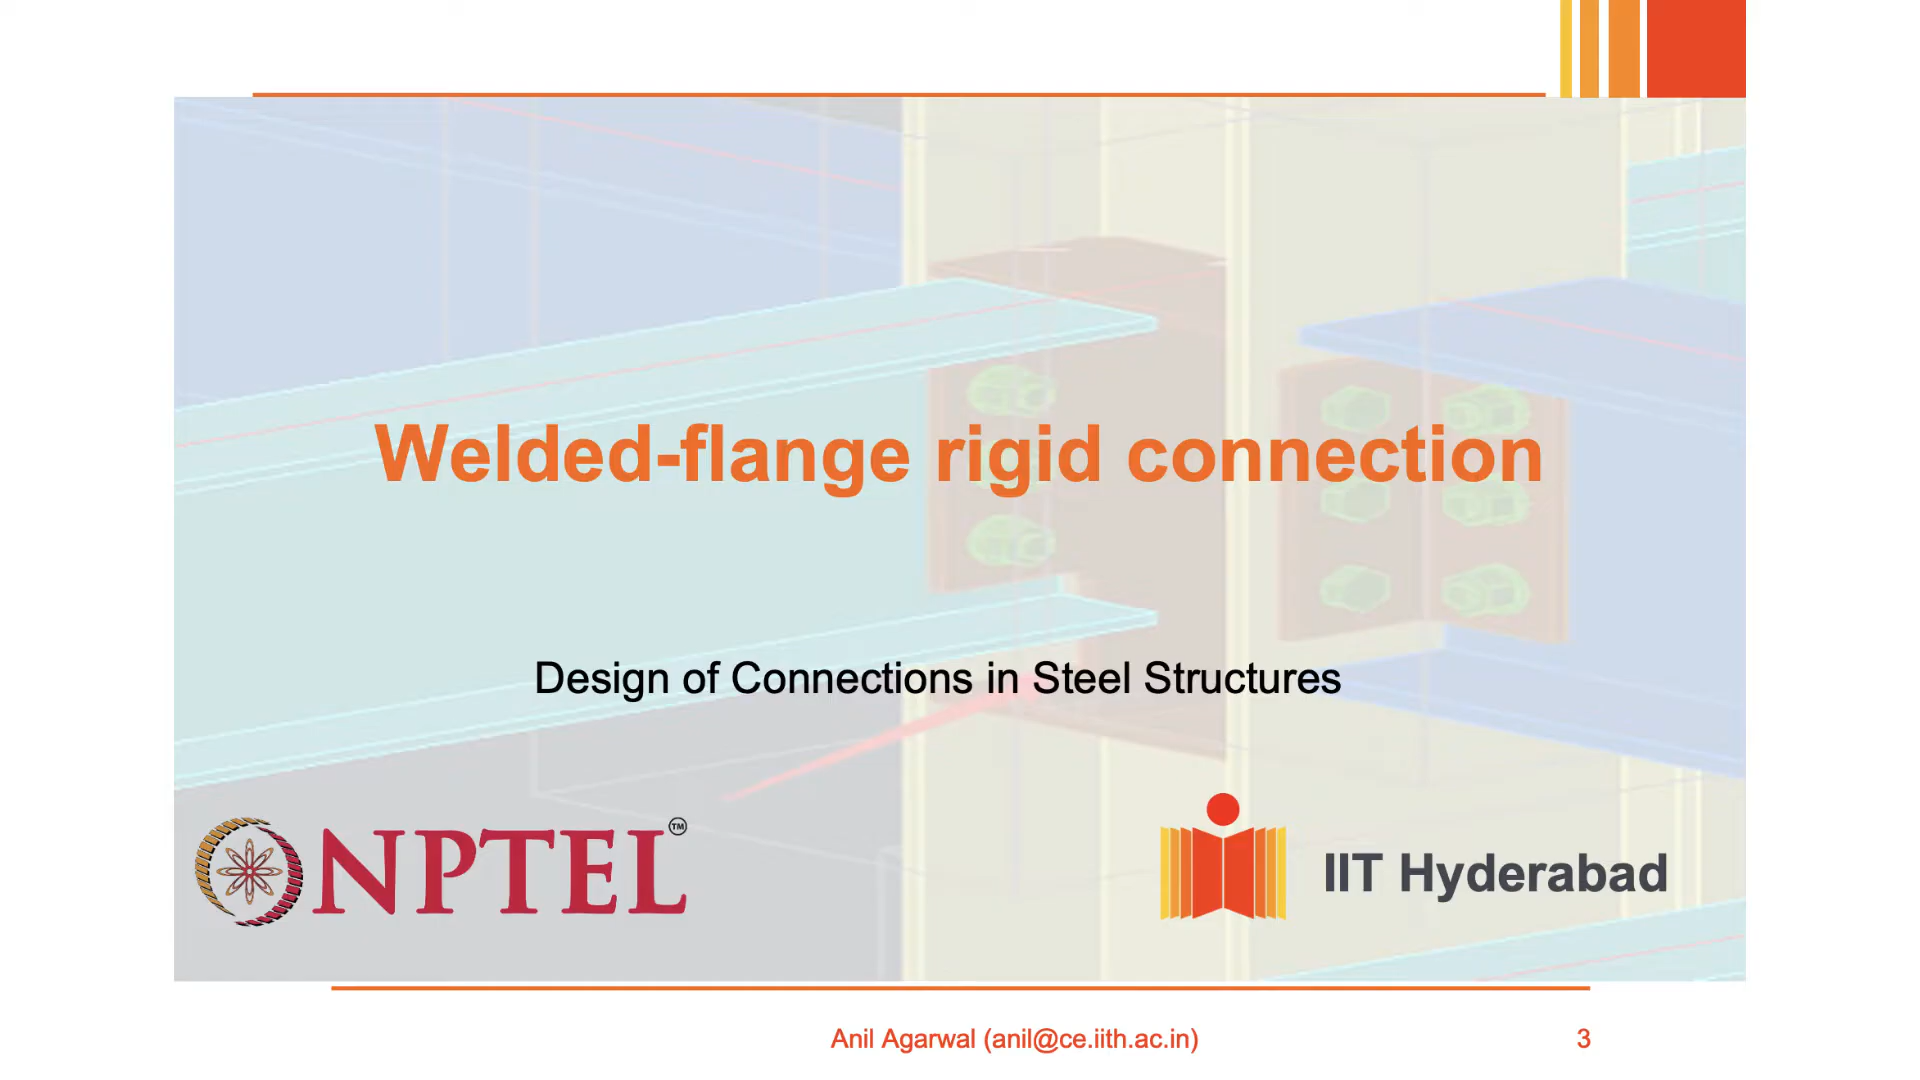 Welded-flange rigid connection
Design of Connections in Steel Structures
NPTEL™
IIT Hyderabad
Anil Agarwal (anil@ce.iith.ac.in)
3